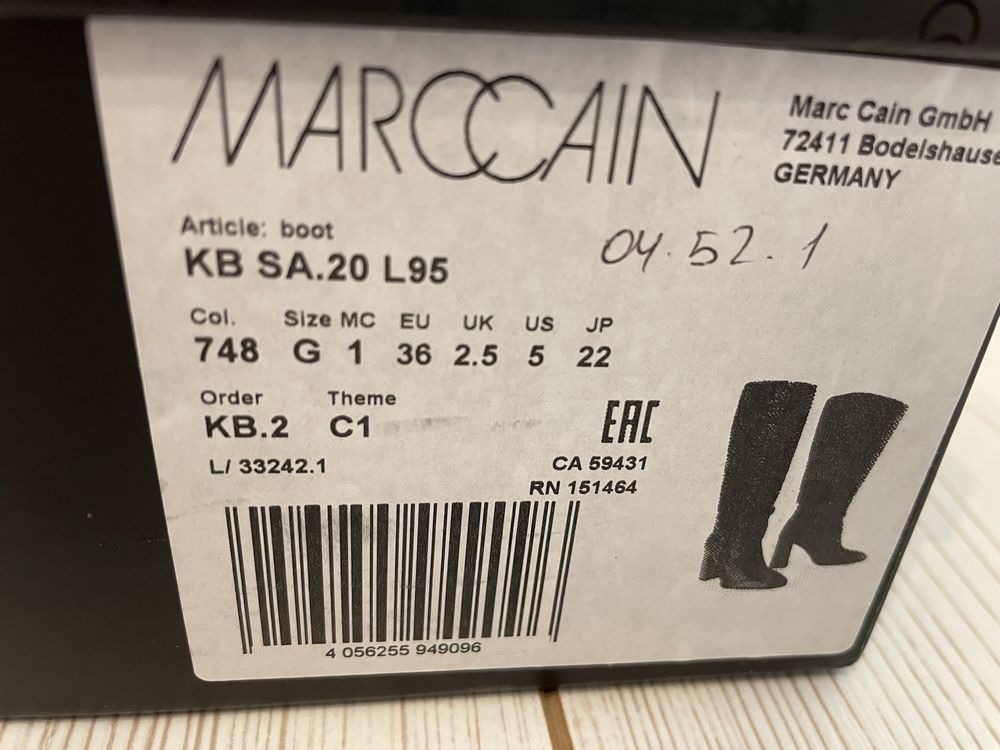 MARCCAIN
Marc Cain GmbH
72411 Bodelshause
GERMANY
Article: boot
KB SA.20 L95
04.52.1
Col. Size MC EU UK US JP
748 G 1 36 2.5 5 22
Order Theme
KB.2 C1
L/ 33242.1
EAC
CA 59431
RN 151464
4 056255 949096